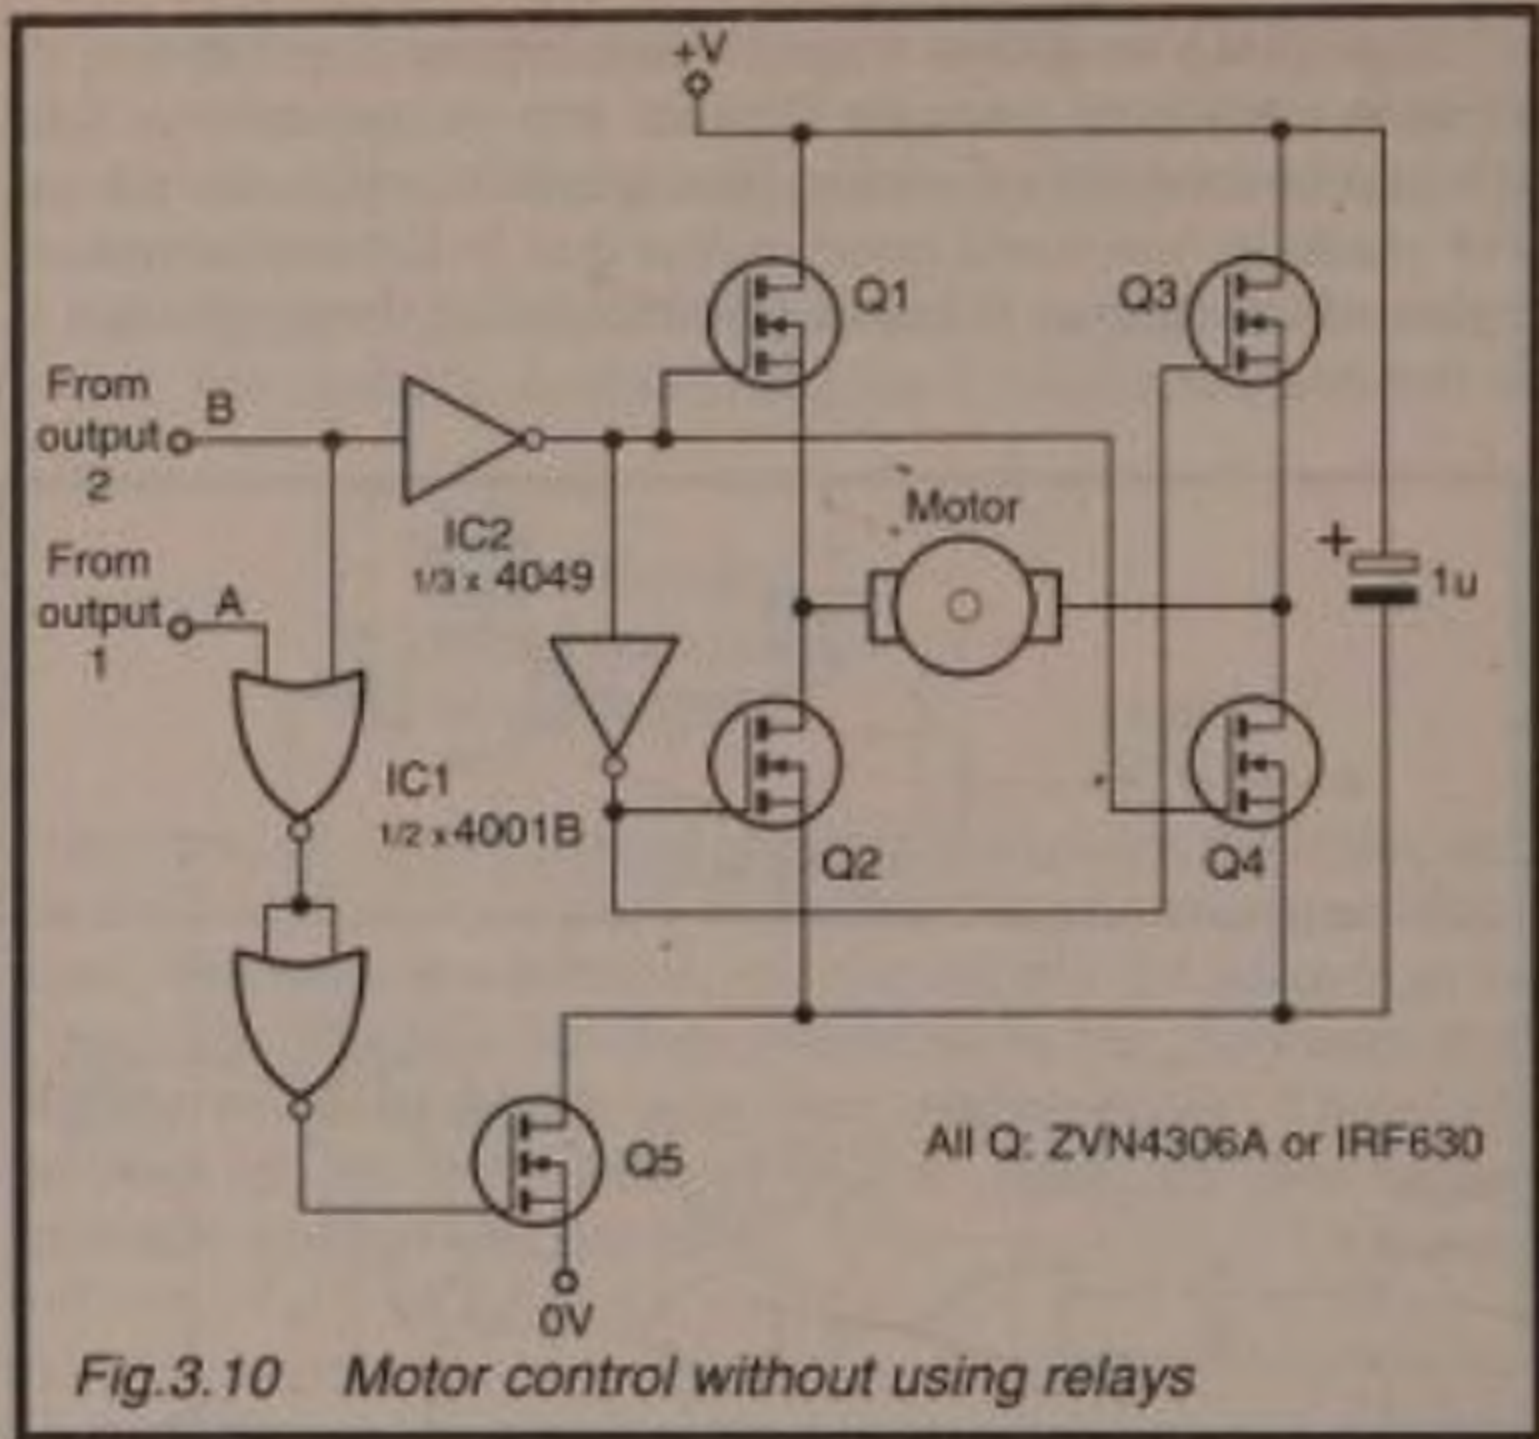 +V
Q1
Q3
From
output
2
B
IC2
1/3 x 4049
Motor
+
1u
From
output
1
A
IC1
1/2 x 4001B
Q2
Q4
Q5
All Q: ZVN4306A or IRF630
0V
Fig.3.10 Motor control without using relays